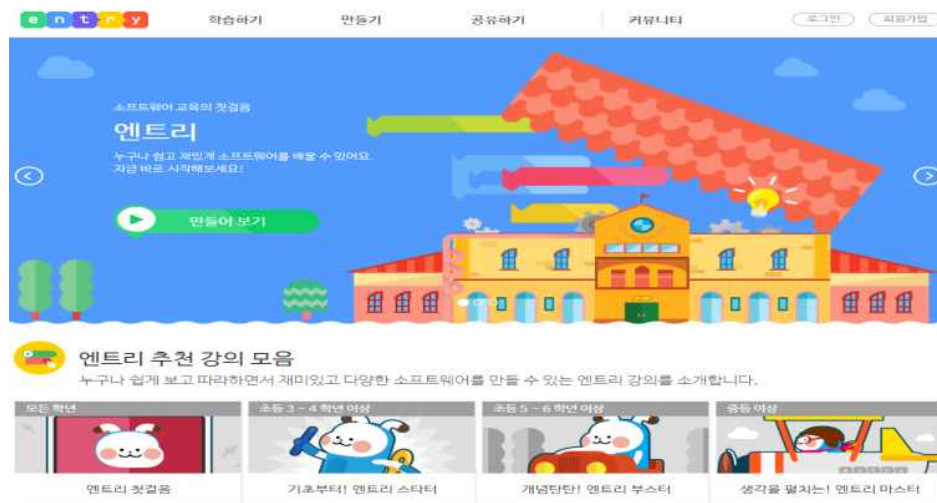 entry
학습하기
만들기
공유하기
커뮤니티
로그인
회원가입
소프트웨어 교육의 첫걸음
엔트리
누구나 쉽고 재밌게 소프트웨어를 배울 수 있어요.
지금 바로 시작해보세요!
만들어 보기
엔트리 추천 강의 모음
누구나 쉽게 보고 따라하면서 재미있고 다양한 소프트웨어를 만들 수 있는 엔트리 강의를 소개합니다.
모든 학년
초등 3 ~ 4 학년 이상
초등 5 ~ 6 학년 이상
중등 이상
엔트리 첫걸음
기초부터! 엔트리 스타터
개념탄탄! 엔트리 부스터
생각을 펼치는! 엔트리 마스터